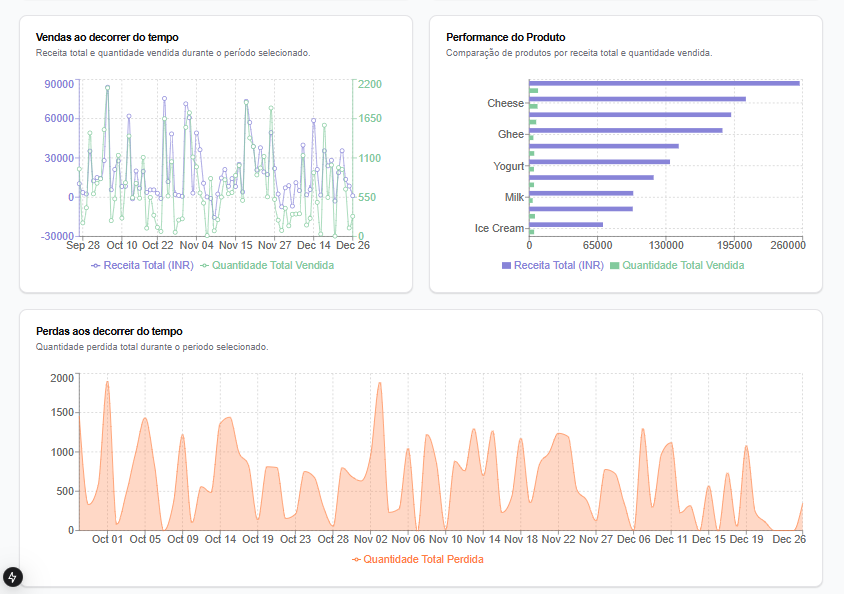 Vendas ao decorrer do tempo
Receita total e quantidade vendida durante o período selecionado.
90000
60000
30000
0
-30000
2200
1650
1100
550
0
Sep 28 Oct 10 Oct 22 Nov 04 Nov 15 Nov 27 Dec 14 Dec 26
Receita Total (INR) Quantidade Total Vendida
Performance do Produto
Comparação de produtos por receita total e quantidade vendida.
Cheese
Ghee
Yogurt
Milk
Ice Cream
0 65000 130000 195000 260000
Receita Total (INR) Quantidade Total Vendida
Perdas aos decorrer do tempo
Quantidade perdida total durante o periodo selecionado.
2000
1500
1000
500
0
Oct 01 Oct 05 Oct 09 Oct 14 Oct 19 Oct 23 Oct 28 Nov 02 Nov 06 Nov 10 Nov 14 Nov 18 Nov 22 Nov 27 Dec 06 Dec 11 Dec 15 Dec 19 Dec 26
Quantidade Total Perdida